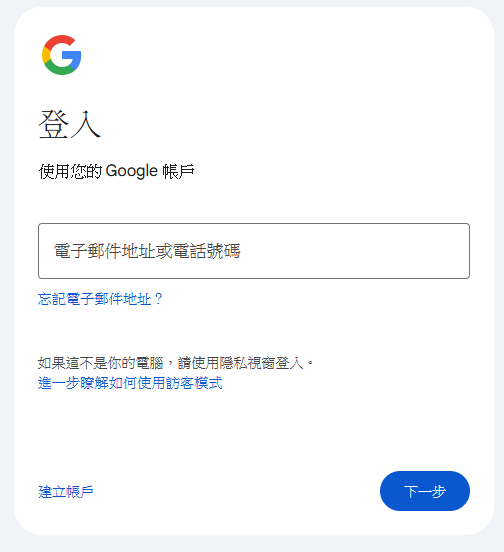 登入
使用您的 Google 帳戶
電子郵件地址或電話號碼
忘記電子郵件地址？
如果這不是你的電腦，請使用隱私視窗登入。
進一步瞭解如何使用訪客模式
建立帳戶
下一步